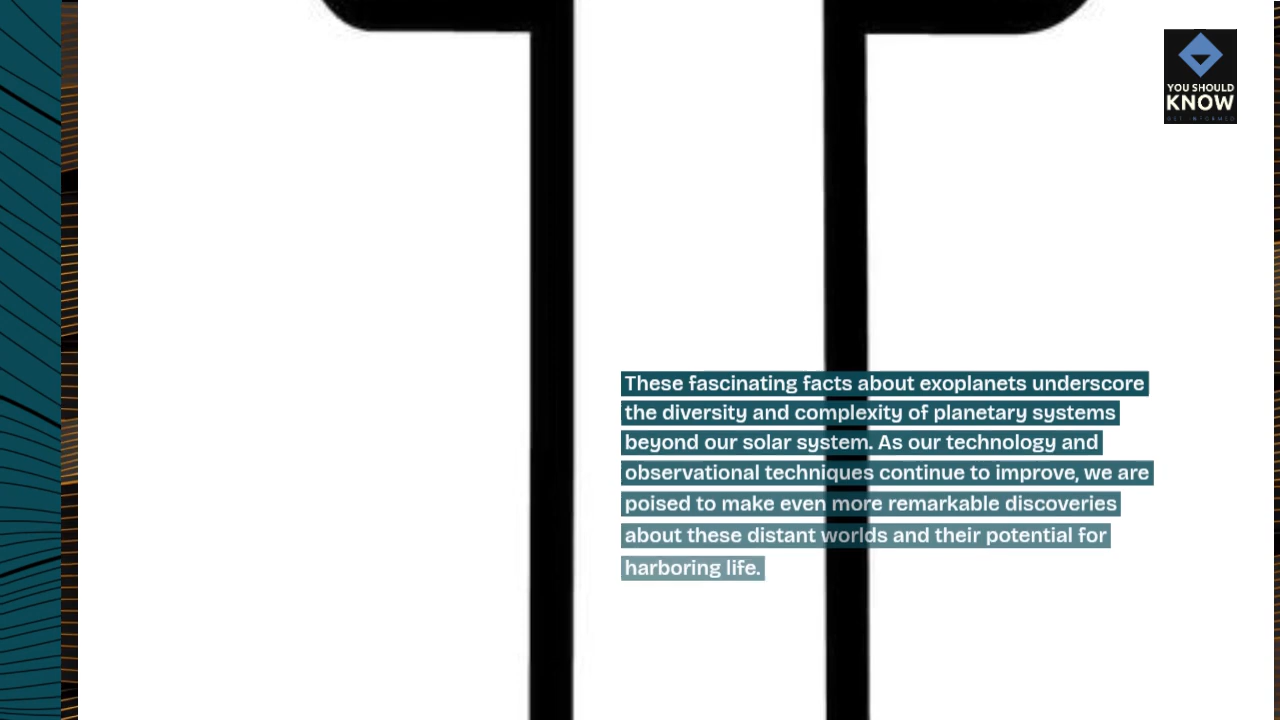 YOU SHOULD
KNOW
GET INFORMED
These fascinating facts about exoplanets underscore
the diversity and complexity of planetary systems
beyond our solar system. As our technology and
observational techniques continue to improve, we are
poised to make even more remarkable discoveries
about these distant worlds and their potential for
harboring life.